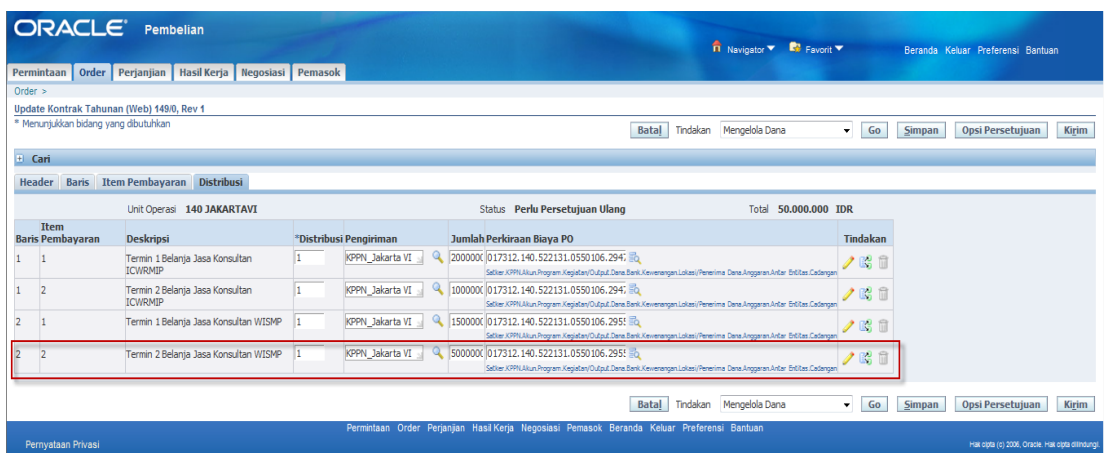 ORACLE Pembelian
Navigator Favorit Beranda Keluar Preferensi Bantuan
Permintaan Order Perjanjian Hasil Kerja Negosiasi Pemasok
Order >
Update Kontrak Tahunan (Web) 149/0, Rev 1
* Menunjukkan bidang yang dibutuhkan
Batal Tindakan Mengelola Dana Go Simpan Opsi Persetujuan Kirim
Cari
Header Baris Item Pembayaran Distribusi
Unit Operasi 140 JAKARTAVI Status Perlu Persetujuan Ulang Total 50.000.000 IDR
Item
Baris Pembayaran Deskripsi *Distribusi Pengiriman Jumlah Perkiraan Biaya PO Tindakan
1 1 Termin 1 Belanja Jasa Konsultan 1 KPPN_Jakarta VI 2000000 017312.140.522131.0550106.2947
ICWRMIP Satker.KPPN.Akun.Program.Kegiatan/Output.Dana.Bank.Kewenangan.Lokasi/Penerima Dana.Anggaran.Antar Entitas.Cadangan
1 2 Termin 2 Belanja Jasa Konsultan 1 KPPN_Jakarta VI 1000000 017312.140.522131.0550106.2947
ICWRMIP Satker.KPPN.Akun.Program.Kegiatan/Output.Dana.Bank.Kewenangan.Lokasi/Penerima Dana.Anggaran.Antar Entitas.Cadangan
2 1 Termin 1 Belanja Jasa Konsultan WISMP 1 KPPN_Jakarta VI 1500000 017312.140.522131.0550106.2955
Satker.KPPN.Akun.Program.Kegiatan/Output.Dana.Bank.Kewenangan.Lokasi/Penerima Dana.Anggaran.Antar Entitas.Cadangan
2 2 Termin 2 Belanja Jasa Konsultan WISMP 1 KPPN_Jakarta VI 5000000 017312.140.522131.0550106.2955
Satker.KPPN.Akun.Program.Kegiatan/Output.Dana.Bank.Kewenangan.Lokasi/Penerima Dana.Anggaran.Antar Entitas.Cadangan
Batal Tindakan Mengelola Dana Go Simpan Opsi Persetujuan Kirim
Permintaan Order Perjanjian Hasil Kerja Negosiasi Pemasok Beranda Keluar Preferensi Bantuan
Pernyataan Privasi Hak cipta (c) 2006, Oracle. Hak cipta dilindungi.